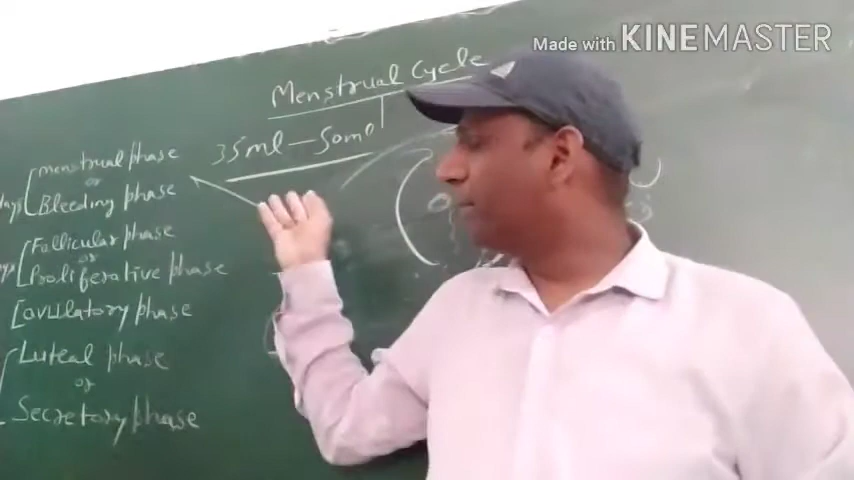 Made with KINEMASTER
Menstrual Cycle
35ml - 50ml
menstrual phase
or
Bleeding phase
Follicular phase
or
Proliferative phase
ovulatory phase
Luteal phase
or
Secretory phase